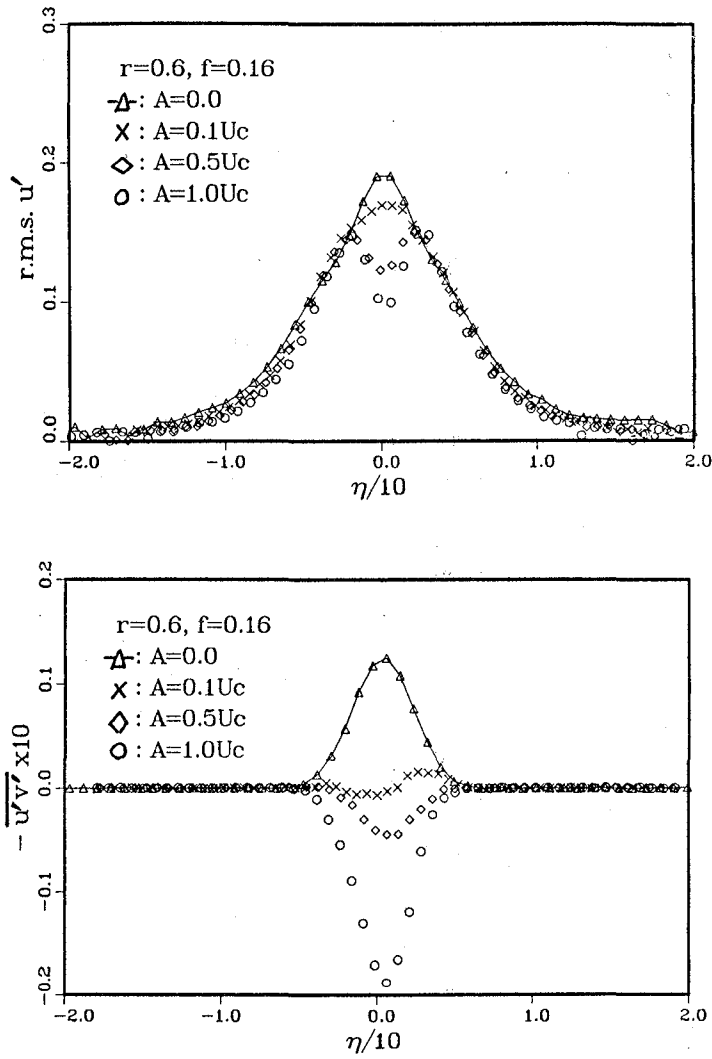 0.3
r=0.6, f=0.16
△: A=0.0
×: A=0.1Uc
◇: A=0.5Uc
○: A=1.0Uc
0.2
r.m.s. u′
0.1
0.0
−2.0 −1.0 0.0 1.0 2.0
η/10
0.2
r=0.6, f=0.16
△: A=0.0
×: A=0.1Uc
◇: A=0.5Uc
○: A=1.0Uc
0.1
− u′v′ x10
0.0
−0.1
−0.2
−2.0 −1.0 0.0 1.0 2.0
η/10